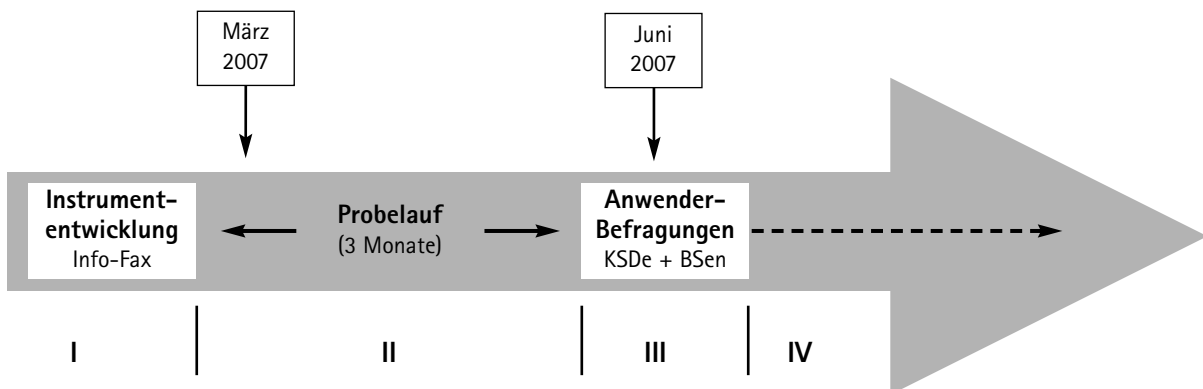 März
2007
Juni
2007
Instrument-
entwicklung
Info-Fax
Probelauf
(3 Monate)
Anwender-
Befragungen
KSDe + BSen
I
II
III
IV